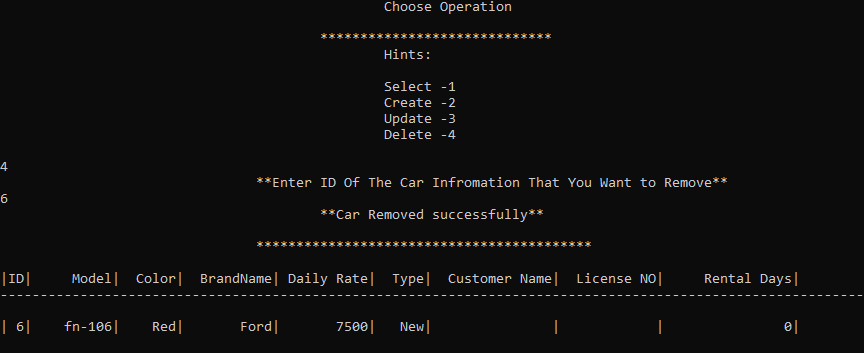 Choose Operation
*****************************
Hints:
Select -1
Create -2
Update -3
Delete -4
4
**Enter ID Of The Car Infromation That You Want to Remove**
6
**Car Removed successfully**
******************************************
|ID|     Model|  Color|  BrandName| Daily Rate|  Type|  Customer Name|  License NO|     Rental Days|
------------------------------------------------------------------------------------------------------------
| 6|    fn-106|    Red|       Ford|       7500|   New|               |            |               0|